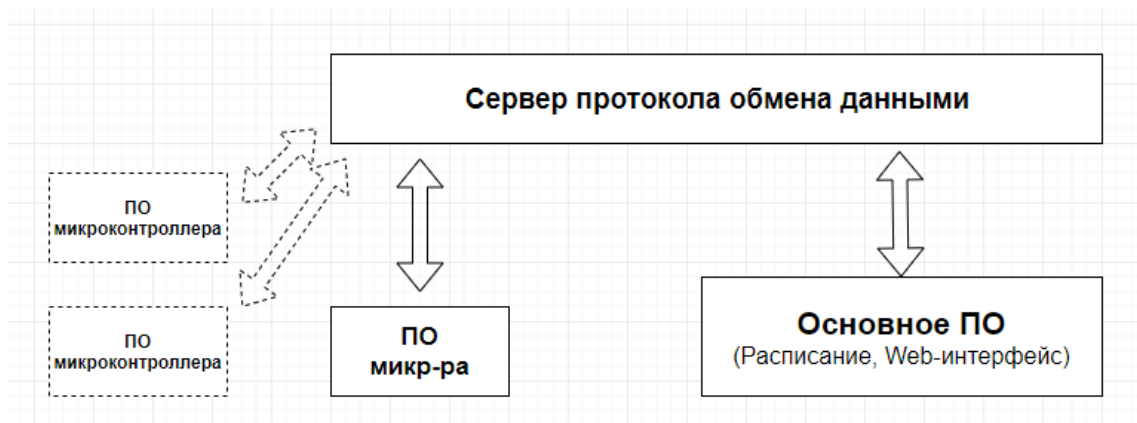 Сервер протокола обмена данными
ПО
микроконтроллера
ПО
микроконтроллера
ПО
микр-ра
Основное ПО
(Расписание, Web-интерфейс)